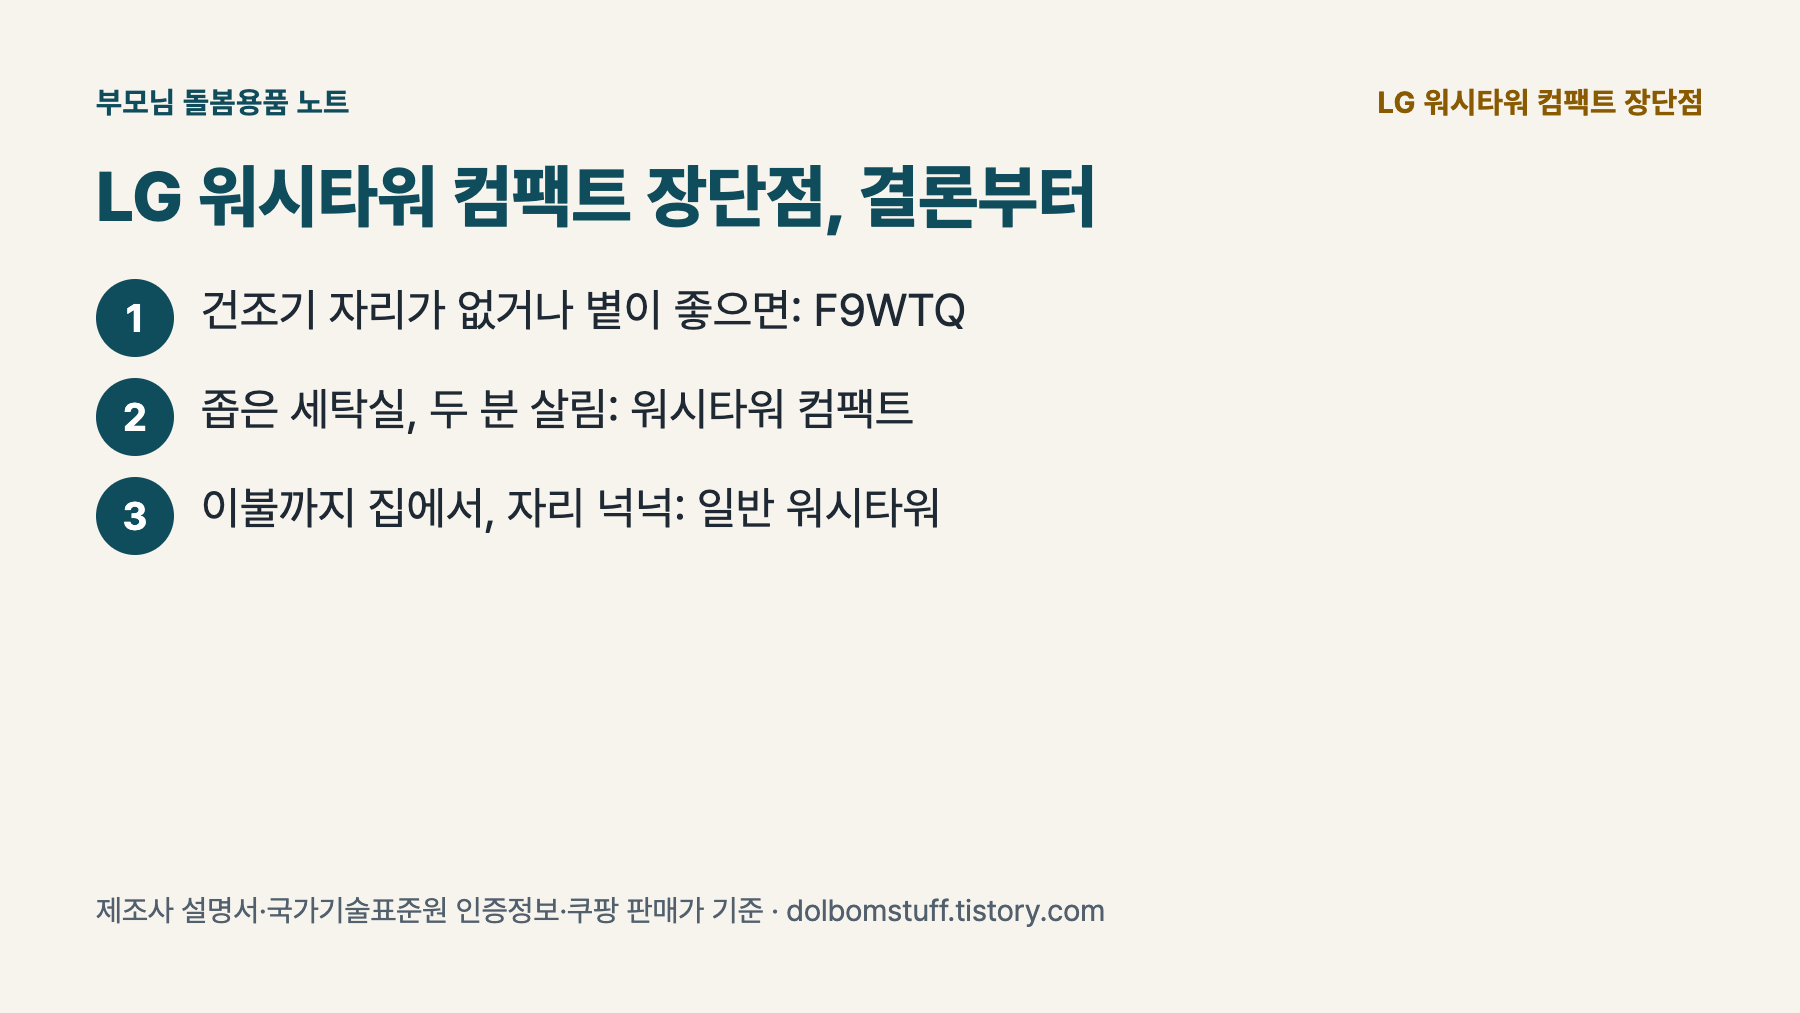 부모님 돌봄용품 노트
LG 워시타워 컴팩트 장단점
LG 워시타워 컴팩트 장단점, 결론부터
1 건조기 자리가 없거나 볕이 좋으면: F9WTQ
2 좁은 세탁실, 두 분 살림: 워시타워 컴팩트
3 이불까지 집에서, 자리 넉넉: 일반 워시타워
제조사 설명서·국가기술표준원 인증정보·쿠팡 판매가 기준 · dolbomstuff.tistory.com